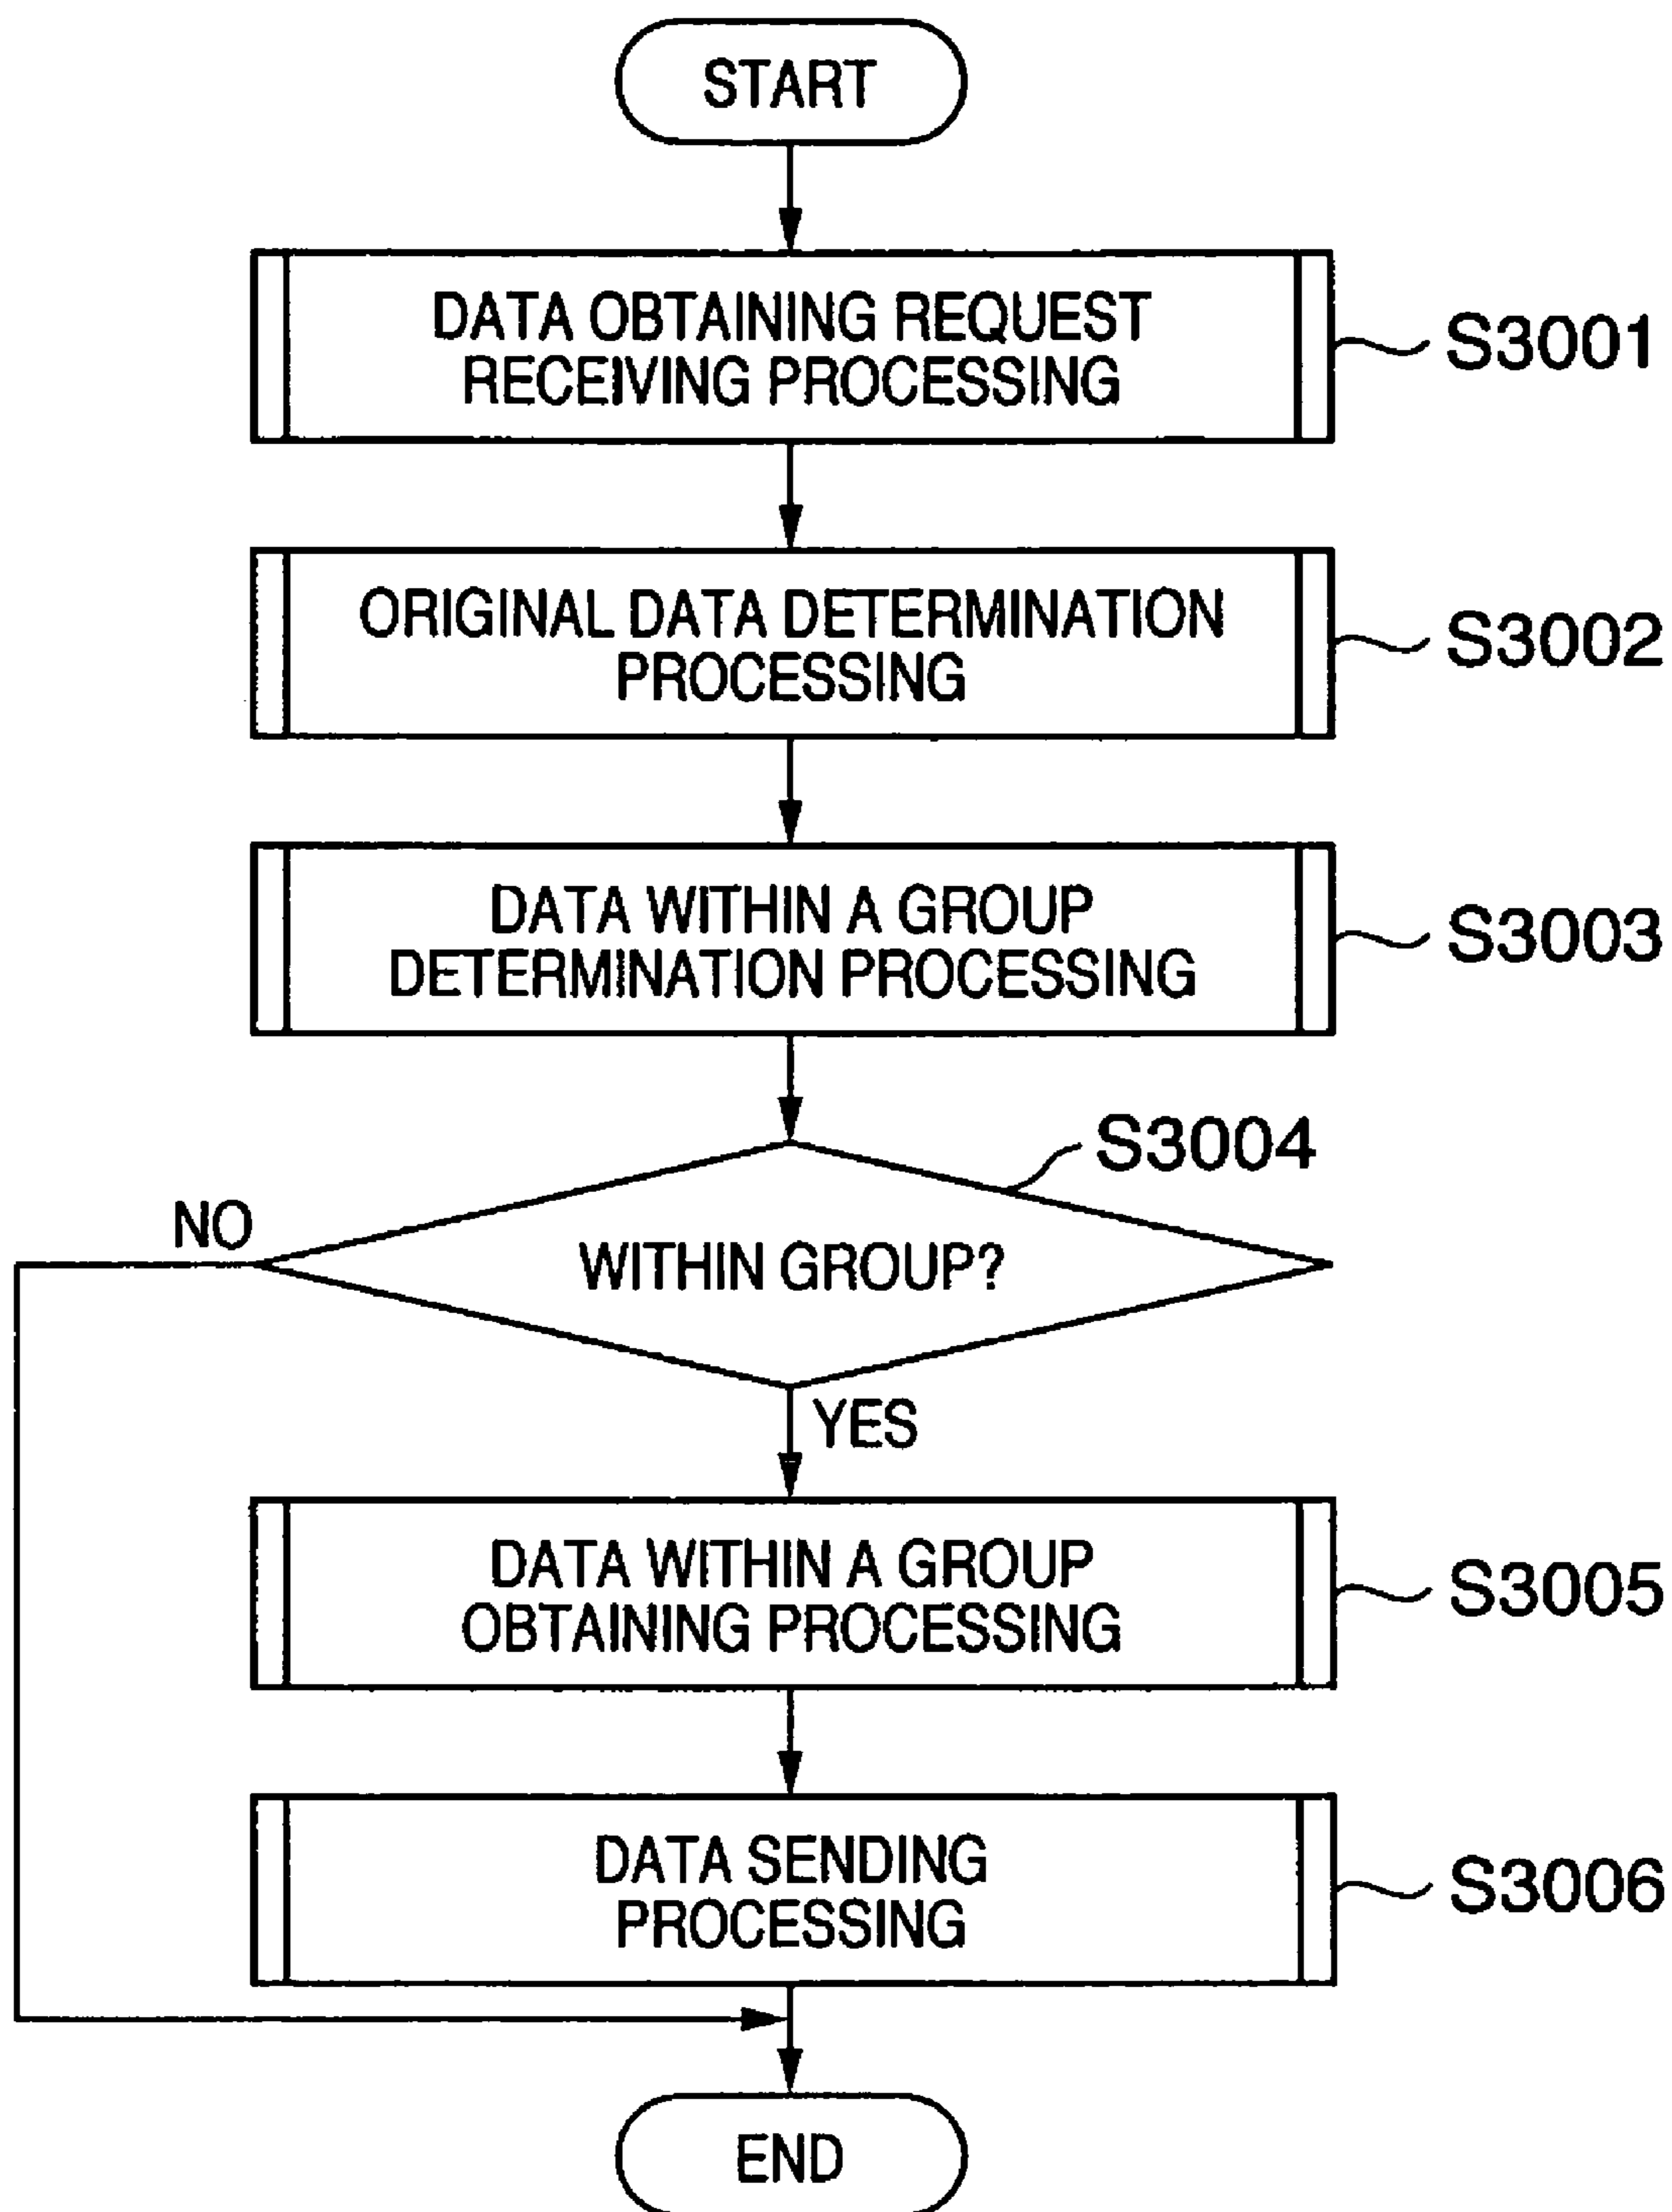 START
DATA OBTAINING REQUEST
RECEIVING PROCESSING
S3001
ORIGINAL DATA DETERMINATION
PROCESSING
S3002
DATA WITHIN A GROUP
DETERMINATION PROCESSING
S3003
S3004
NO
WITHIN GROUP?
YES
DATA WITHIN A GROUP
OBTAINING PROCESSING
S3005
DATA SENDING
PROCESSING
S3006
END